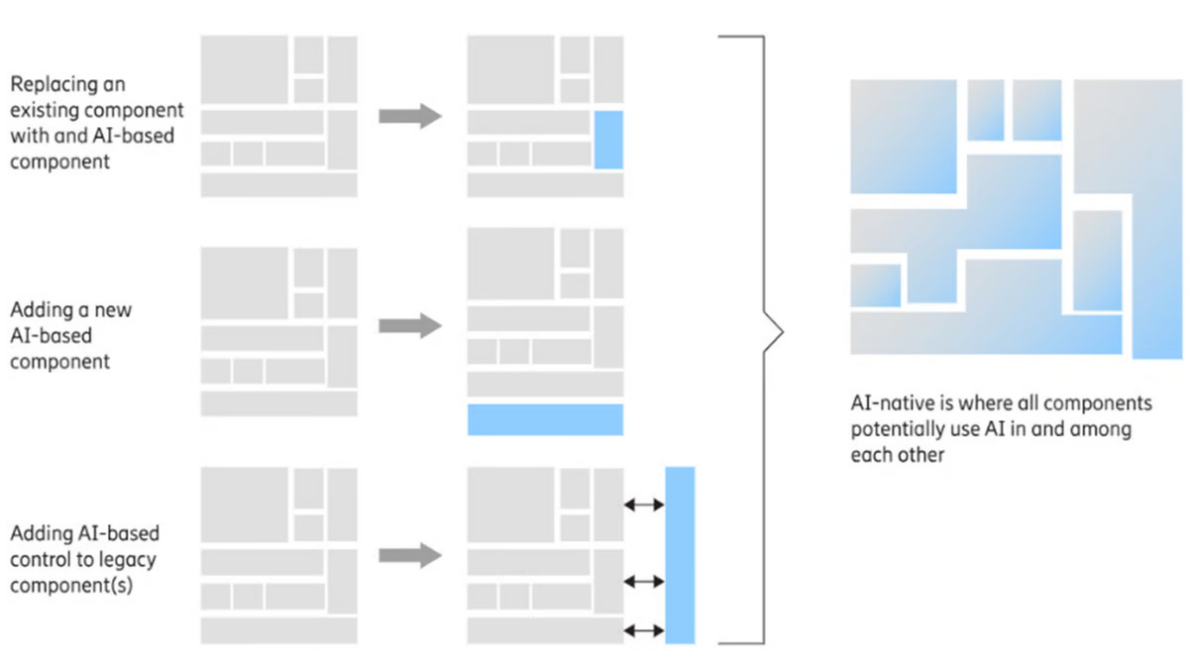 Replacing an
existing component
with and AI-based
component
Adding a new
AI-based
component
Adding AI-based
control to legacy
component(s)
AI-native is where all components
potentially use AI in and among
each other